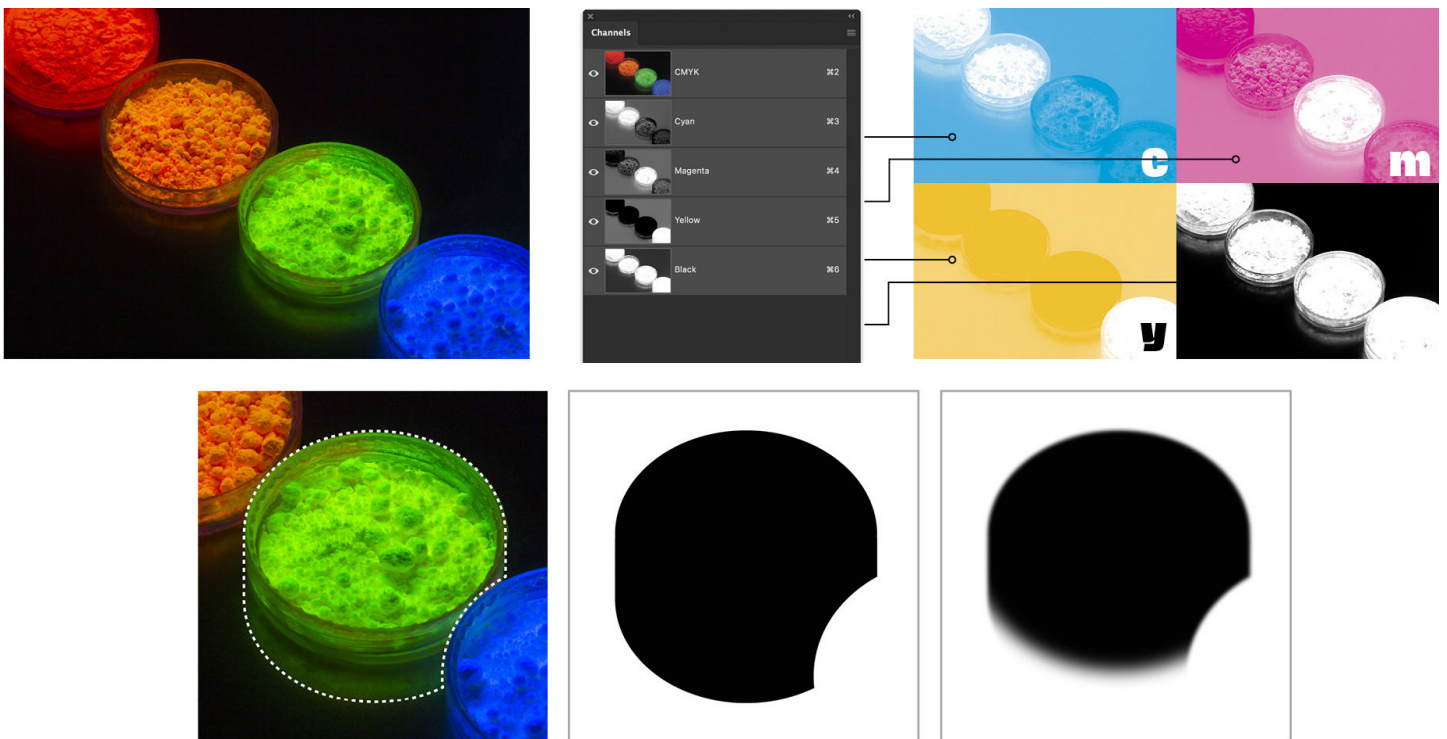 Channels
CMYK ⌘2
Cyan ⌘3
Magenta ⌘4
Yellow ⌘5
Black ⌘6
c
m
y